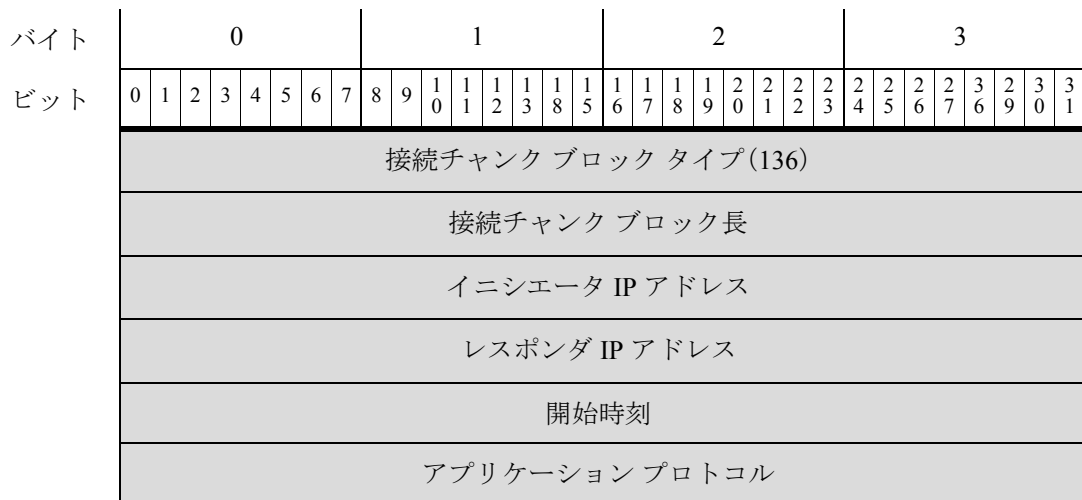 バイト 0 1 2 3
ビット 0 1 2 3 4 5 6 7 8 9 10 11 12 13 18 15 16 17 18 19 20 21 22 23 24 25 26 27 36 29 30 31
接続チャンク ブロック タイプ(136)
接続チャンク ブロック長
イニシエータ IP アドレス
レスポンダ IP アドレス
開始時刻
アプリケーション プロトコル